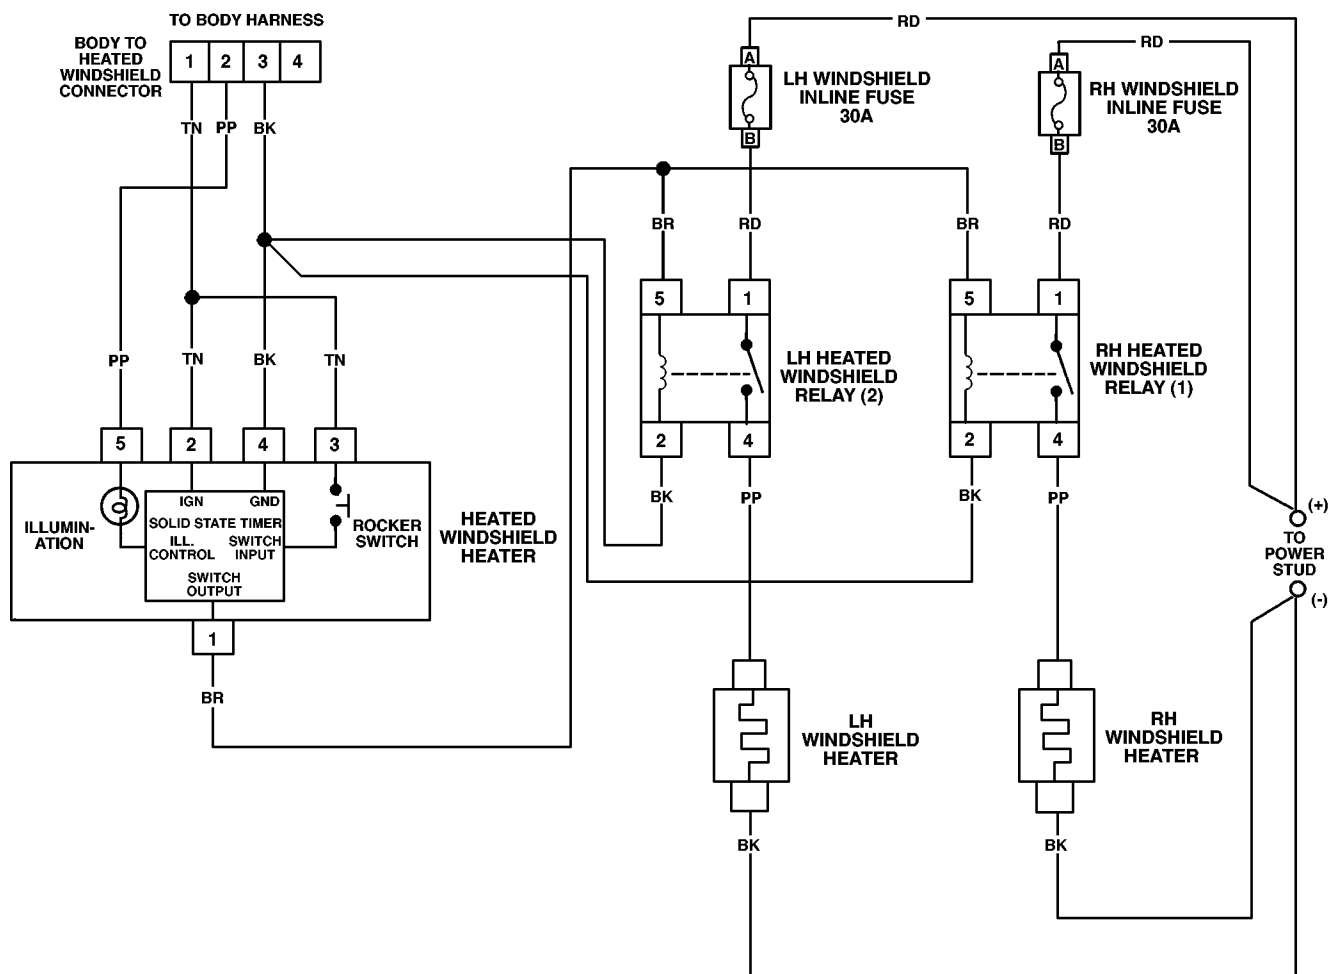 TO BODY HARNESS
BODY TO
HEATED
WINDSHIELD
CONNECTOR
1 2 3 4
TN PP BK
RD
RD
A
B
LH WINDSHIELD
INLINE FUSE
30A
A
B
RH WINDSHIELD
INLINE FUSE
30A
BR RD BR RD
5 1
LH HEATED
WINDSHIELD
RELAY (2)
2 4
5 1
RH HEATED
WINDSHIELD
RELAY (1)
2 4
PP TN BK TN
5 2 4 3
IGN GND
SOLID STATE TIMER
ILL.
CONTROL
SWITCH
INPUT
SWITCH
OUTPUT
ILLUMIN-
ATION
ROCKER
SWITCH
HEATED
WINDSHIELD
HEATER
1
BR
BK PP BK PP
(+)
TO
POWER
STUD
(-)
LH
WINDSHIELD
HEATER
RH
WINDSHIELD
HEATER
BK BK